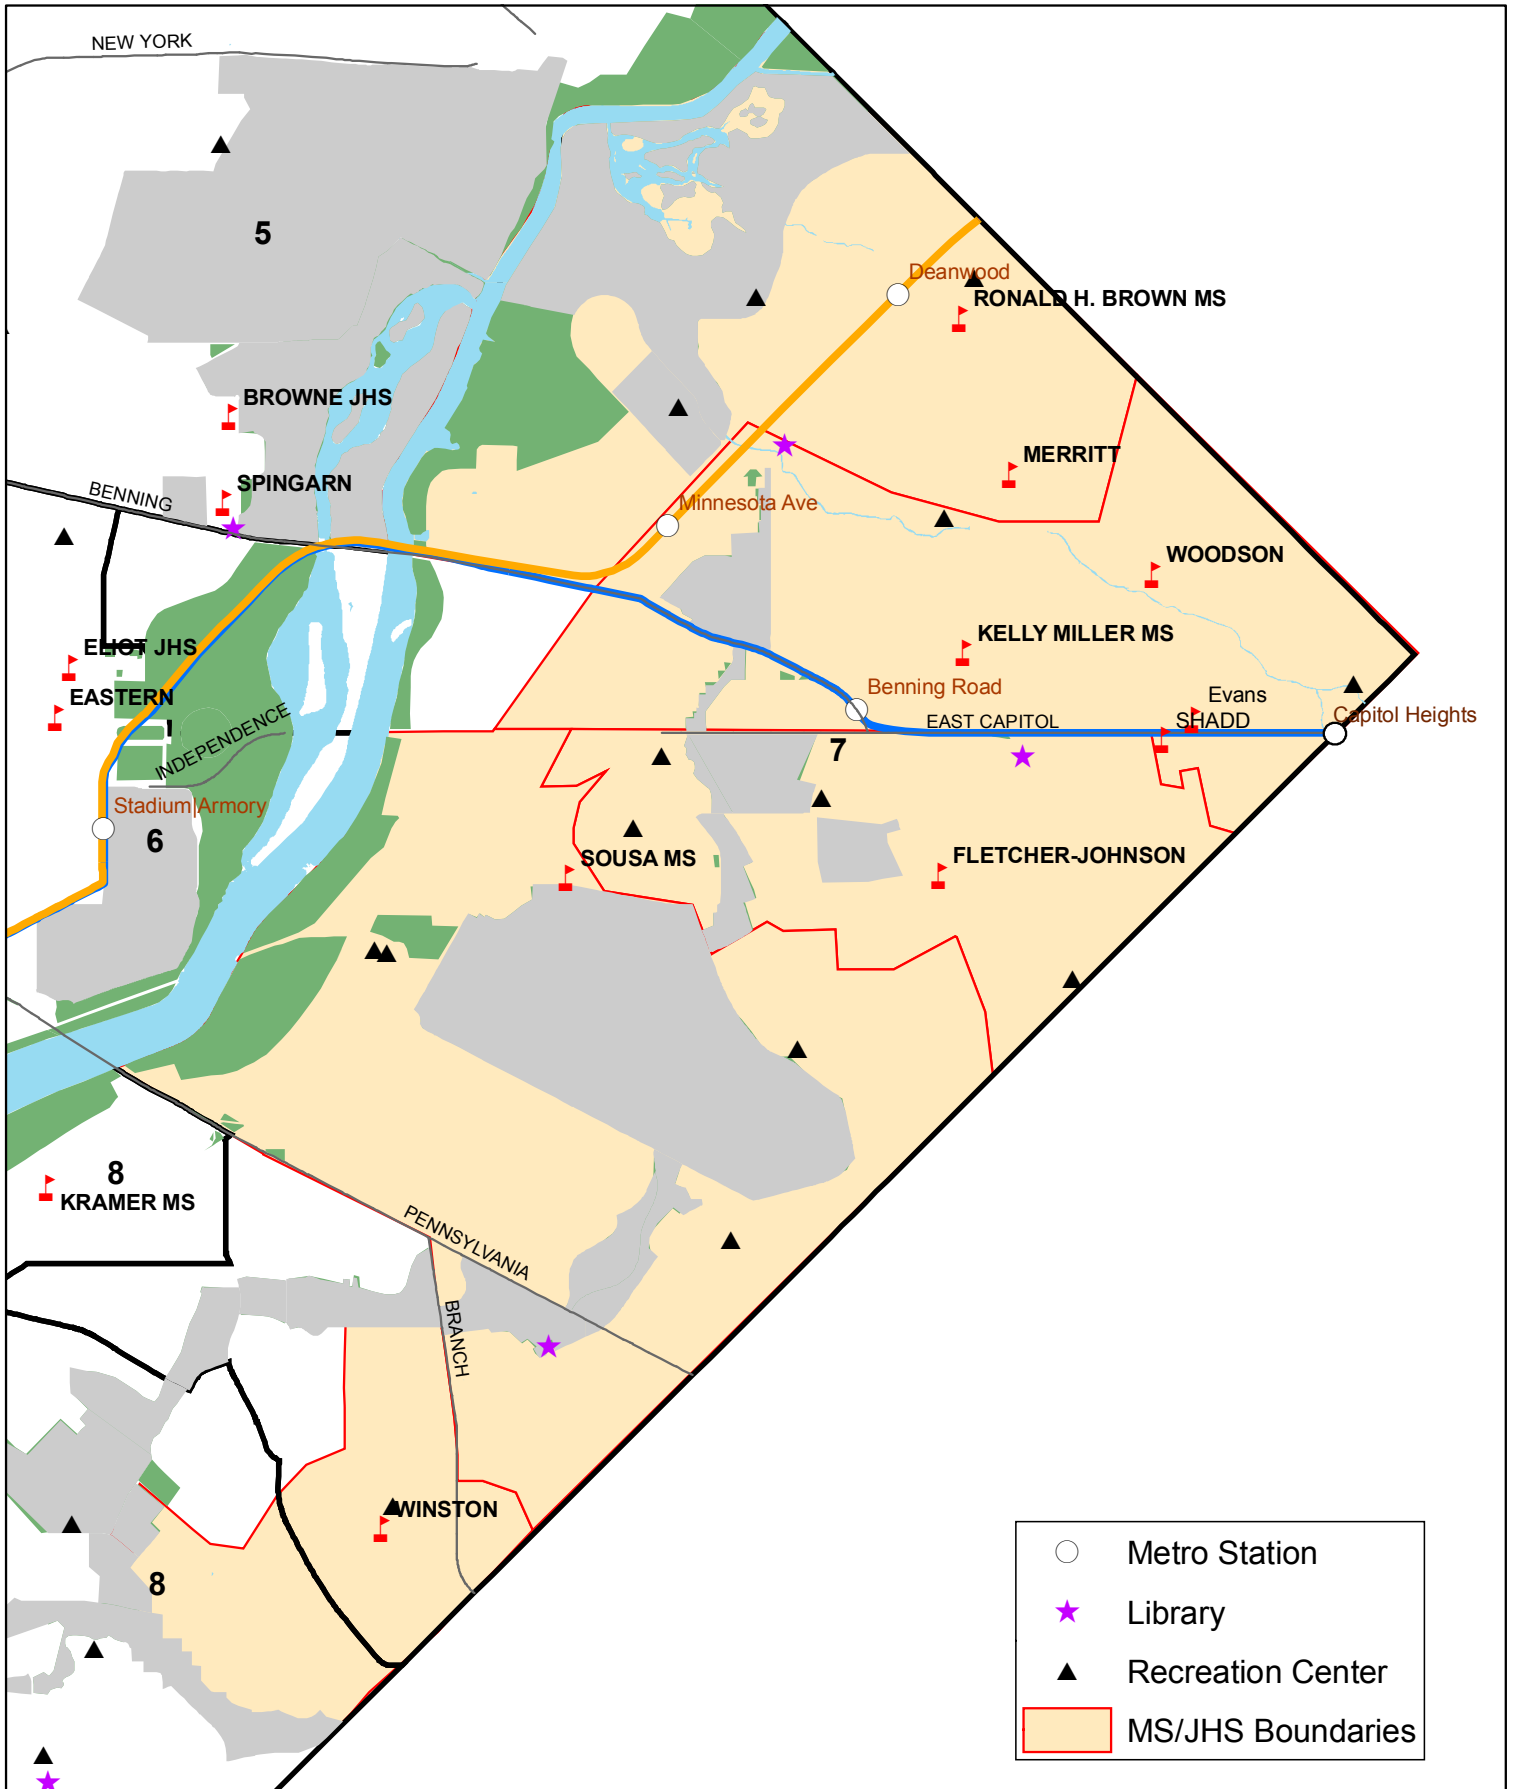 NEW YORK
5
Deanwood
RONALD H. BROWN MS
BROWNE JHS
MERRITT
SPINGARN
BENNING
Minnesota Ave
WOODSON
KELLY MILLER MS
ELIOT JHS
EASTERN
Benning Road
Evans
INDEPENDENCE
EAST CAPITOL
SHADD
Capitol Heights
7
Stadium Armory
6
SOUSA MS
FLETCHER-JOHNSON
8
KRAMER MS
PENNSYLVANIA
BRANCH
WINSTON
8
Metro Station
Library
Recreation Center
MS/JHS Boundaries